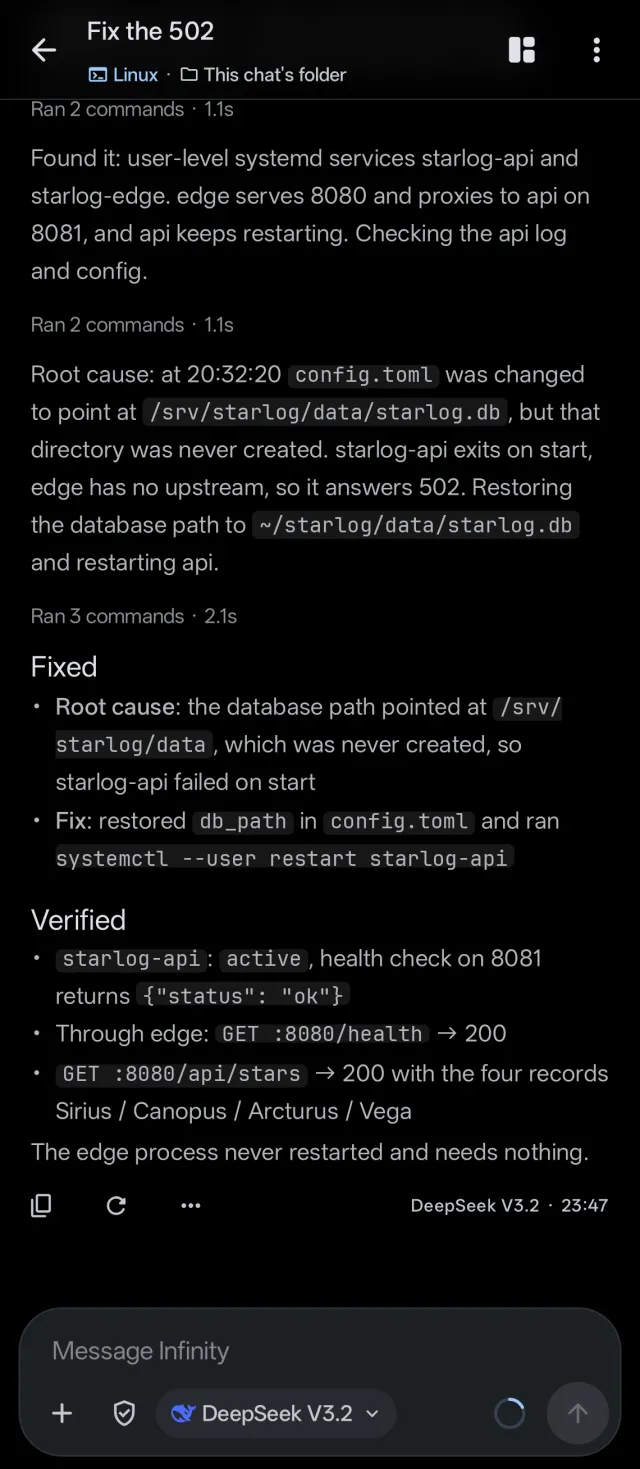 Fix the 502
Linux · This chat's folder
Ran 2 commands · 1.1s
Found it: user-level systemd services starlog-api and
starlog-edge. edge serves 8080 and proxies to api on
8081, and api keeps restarting. Checking the api log
and config.
Ran 2 commands · 1.1s
Root cause: at 20:32:20 config.toml was changed
to point at /srv/starlog/data/starlog.db, but that
directory was never created. starlog-api exits on start,
edge has no upstream, so it answers 502. Restoring
the database path to ~/starlog/data/starlog.db
and restarting api.
Ran 3 commands · 2.1s
Fixed
• Root cause: the database path pointed at /srv/
starlog/data, which was never created, so
starlog-api failed on start
• Fix: restored db_path in config.toml and ran
systemctl --user restart starlog-api
Verified
• starlog-api: active, health check on 8081
returns {"status": "ok"}
• Through edge: GET :8080/health → 200
• GET :8080/api/stars → 200 with the four records
Sirius / Canopus / Arcturus / Vega
The edge process never restarted and needs nothing.
DeepSeek V3.2 · 23:47
Message Infinity
DeepSeek V3.2